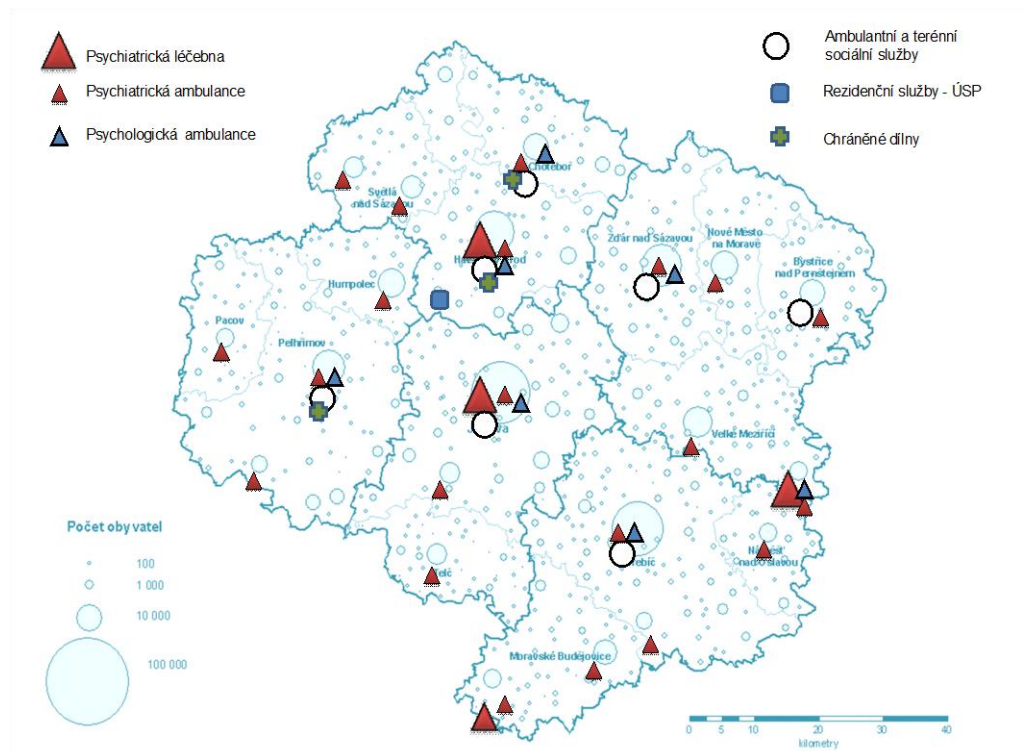 Psychiatrická léčebna
Psychiatrická ambulance
Psychologická ambulance
Ambulantní a terénní
sociální služby
Rezidenční služby - ÚSP
Chráněné dílny
Chotěboř
Světlá
nad Sázavou
Žďár nad Sázavou
Nové Město
na Moravě
Bystřice
nad Pernštejnem
Humpolec
Pacov
Pelhřimov
Velké Meziříčí
nad Oslavou
Moravské Budějovice
Počet obyvatel
100
1 000
10 000
100 000
0 5 10 20 30 40
kilometry